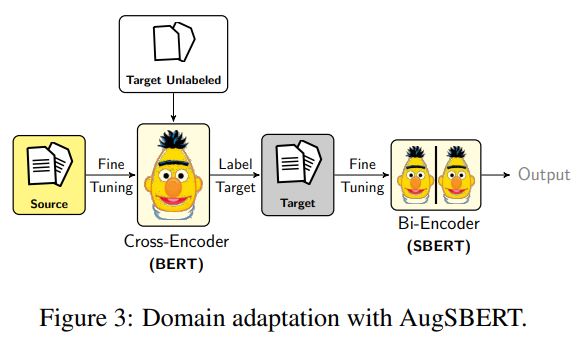 Target Unlabeled
Source
Fine
Tuning
Cross-Encoder
(BERT)
Label
Target
Target
Fine
Tuning
Bi-Encoder
(SBERT)
Output
Figure 3: Domain adaptation with AugSBERT.